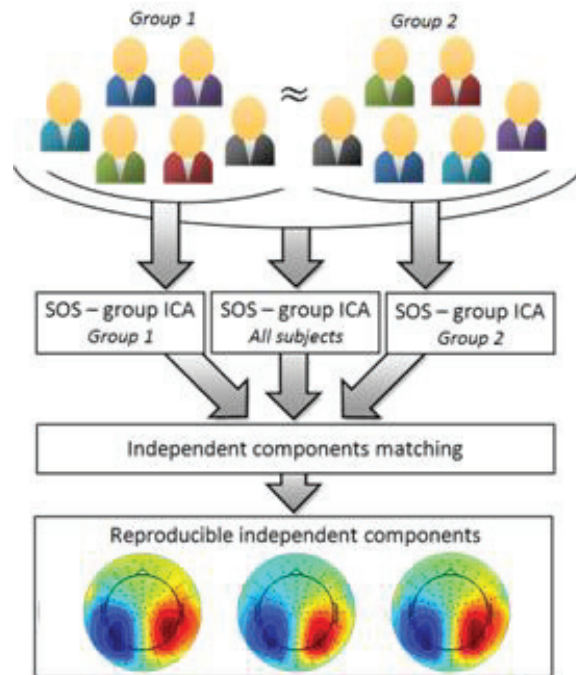 Group 1
Group 2
≈
SOS – group ICA
Group 1
SOS – group ICA
All subjects
SOS – group ICA
Group 2
Independent components matching
Reproducible independent components